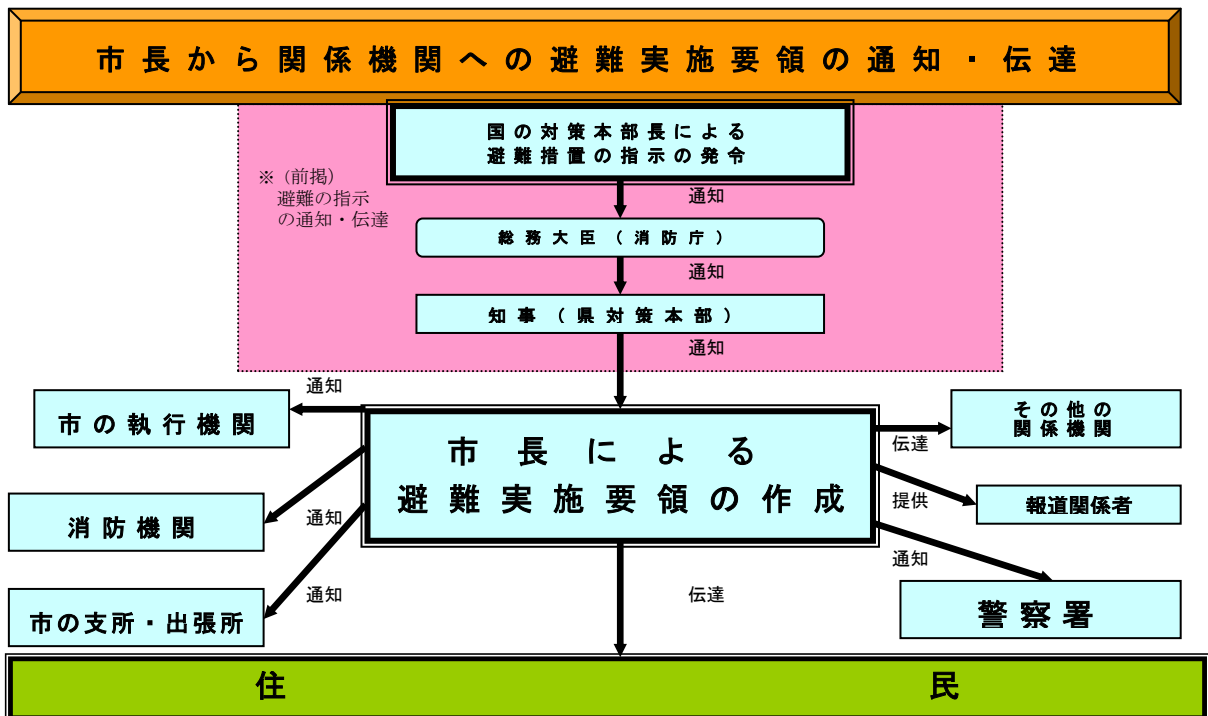 市長から関係機関への避難実施要領の通知・伝達
国の対策本部長による
避難措置の指示の発令
※（前掲）
避難の指示
の通知・伝達
通知
総務大臣（消防庁）
通知
知事（県対策本部）
通知
通知
市の執行機関
市長による
避難実施要領の作成
その他の
関係機関
伝達
消防機関
通知
提供
報道関係者
通知
市の支所・出張所
通知
伝達
警察署
住民